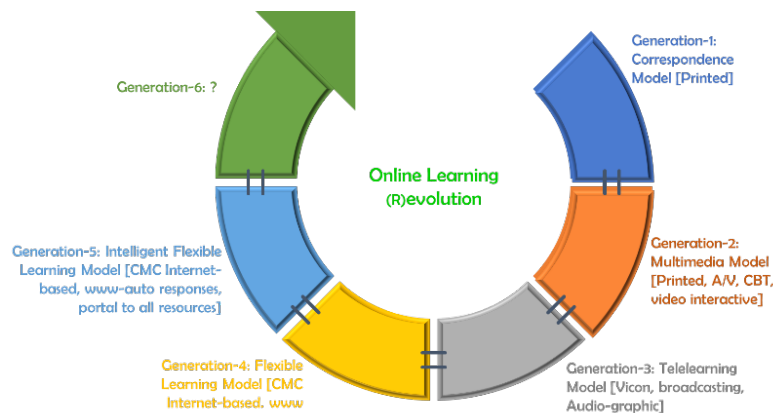 Generation-1:
Correspondence
Model [Printed]
Generation-2:
Multimedia Model
[Printed, A/V, CBT,
video interactive]
Generation-3: Telelearning
Model [Vicon, broadcasting,
Audio-graphic]
Generation-4: Flexible
Learning Model [CMC
Internet-based, www
Generation-5: Intelligent Flexible
Learning Model [CMC Internet-
based, www-auto responses,
portal to all resources]
Generation-6: ?
Online Learning
(R)evolution